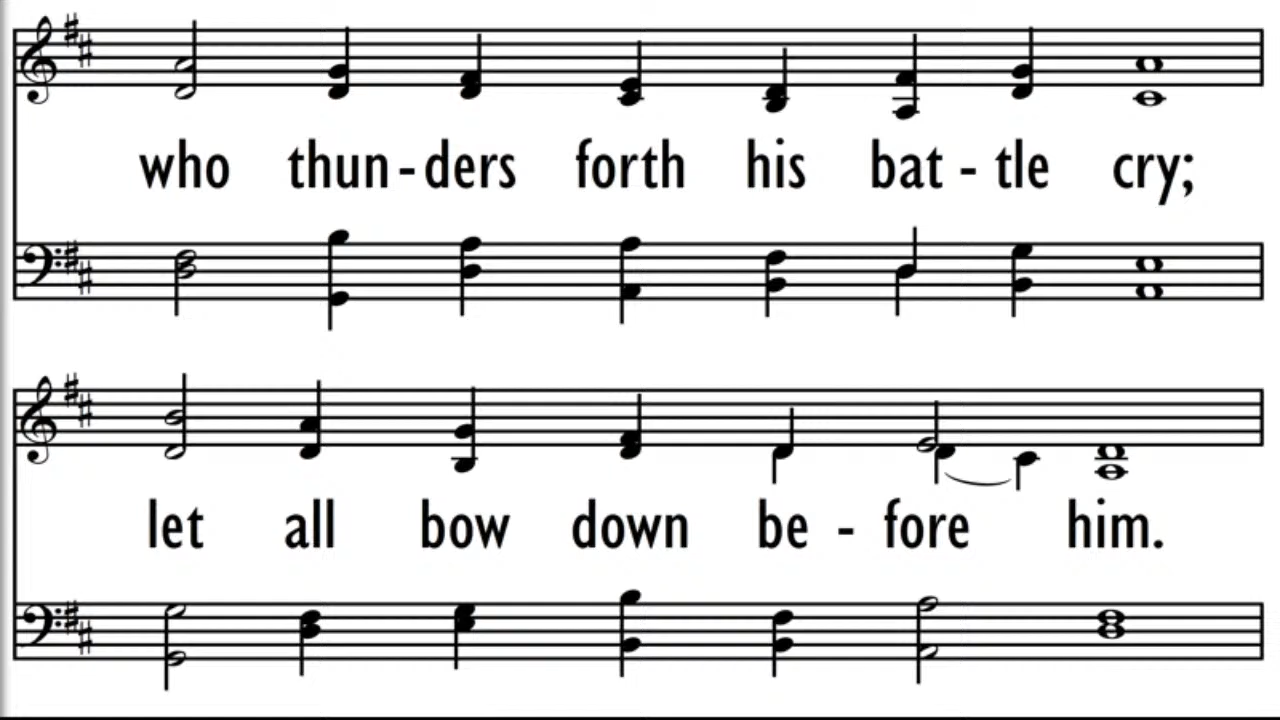 who thun - ders forth his bat - tle cry;
let all bow down be - fore him.